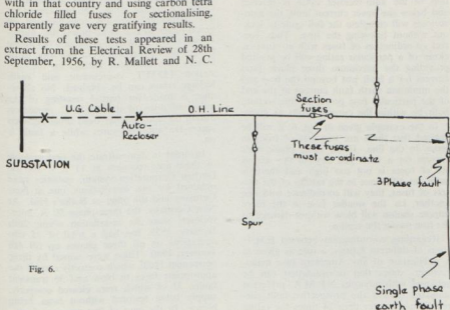 with in that country and using carbon tetra
chloride filled fuses for sectionalising,
apparently gave very gratifying results.
Results of these tests appeared in an
extract from the Electrical Review of 28th
September, 1956, by R. Mallett and N. C.
U.G. Cable
O.H. Line
Section
fuses
Auto-
Recloser
SUBSTATION
These fuses
must co-ordinate
3 Phase fault
Spur
Fig. 6.
Single phase
earth fault